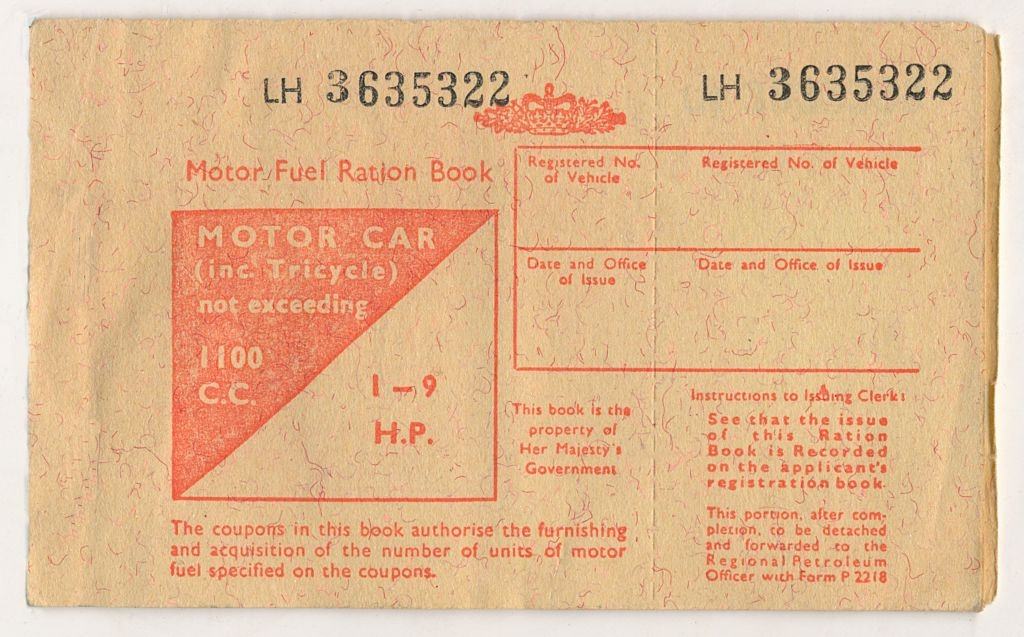 LH 3635322
LH 3635322
Motor Fuel Ration Book
MOTOR CAR
(inc. Tricycle)
not exceeding
1100
C.C.
1 – 9
H.P.
The coupons in this book authorise the furnishing
and acquisition of the number of units of motor
fuel specified on the coupons.
Registered No.
of Vehicle
Registered No. of Vehicle
Date and Office
of Issue
Date and Office of Issue
This book is the
property of
Her Majesty's
Government
Instructions to Issuing Clerk:
See that the issue
of this Ration
Book is Recorded
on the applicant's
registration book.
This portion, after com-
pletion, to be detached
and forwarded to the
Regional Petroleum
Officer with Form P 2218